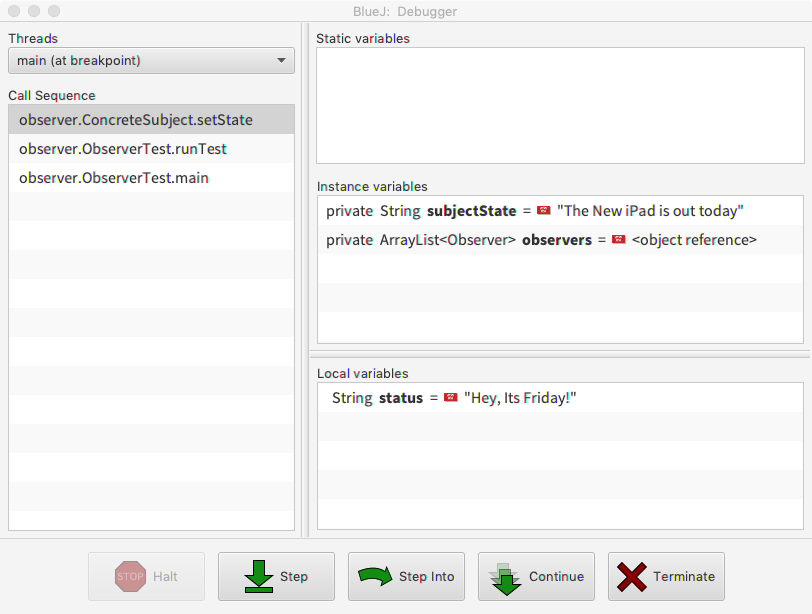 BlueJ: Debugger
Threads
main (at breakpoint)
Call Sequence
observer.ConcreteSubject.setState
observer.ObserverTest.runTest
observer.ObserverTest.main
Static variables
Instance variables
private String subjectState = "The New iPad is out today"
private ArrayList<Observer> observers = <object reference>
Local variables
String status = "Hey, Its Friday!"
STOP Halt
Step
Step Into
Continue
Terminate